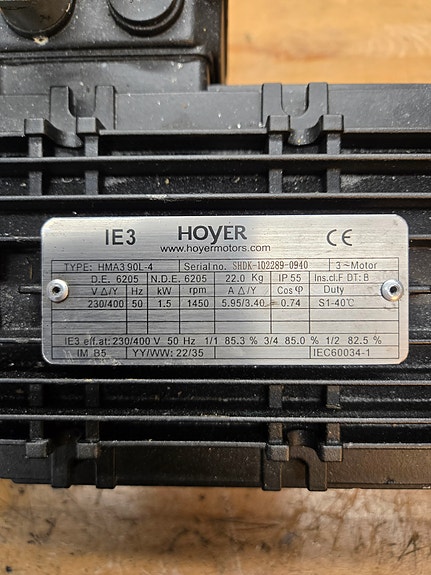 IE3 HOYER CE
www.hoyermotors.com
TYPE: HMA3 90L-4 Serial no. SHDK-102289-0940 3~Motor
D.E. 6205 N.D.E. 6205 22.0 Kg IP 55 Ins.cl.F DT: B
V △/Y Hz kW rpm A △/Y Cosφ Duty
230/400 50 1.5 1450 5.95/3.40 0.74 S1-40℃
IE3 eff.at: 230/400 V 50 Hz 1/1 85.3 % 3/4 85.0 % 1/2 82.5 %
IM B5 YY/WW: 22/35 IEC60034-1